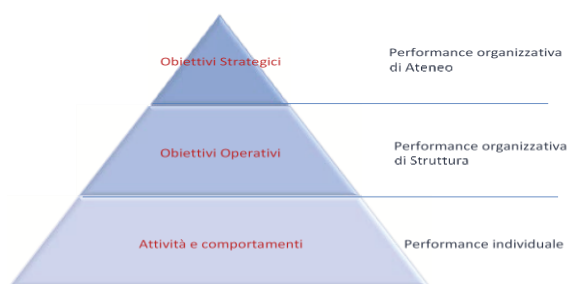 Obiettivi Strategici
Performance organizzativa
di Ateneo
Obiettivi Operativi
Performance organizzativa
di Struttura
Attività e comportamenti
Performance individuale